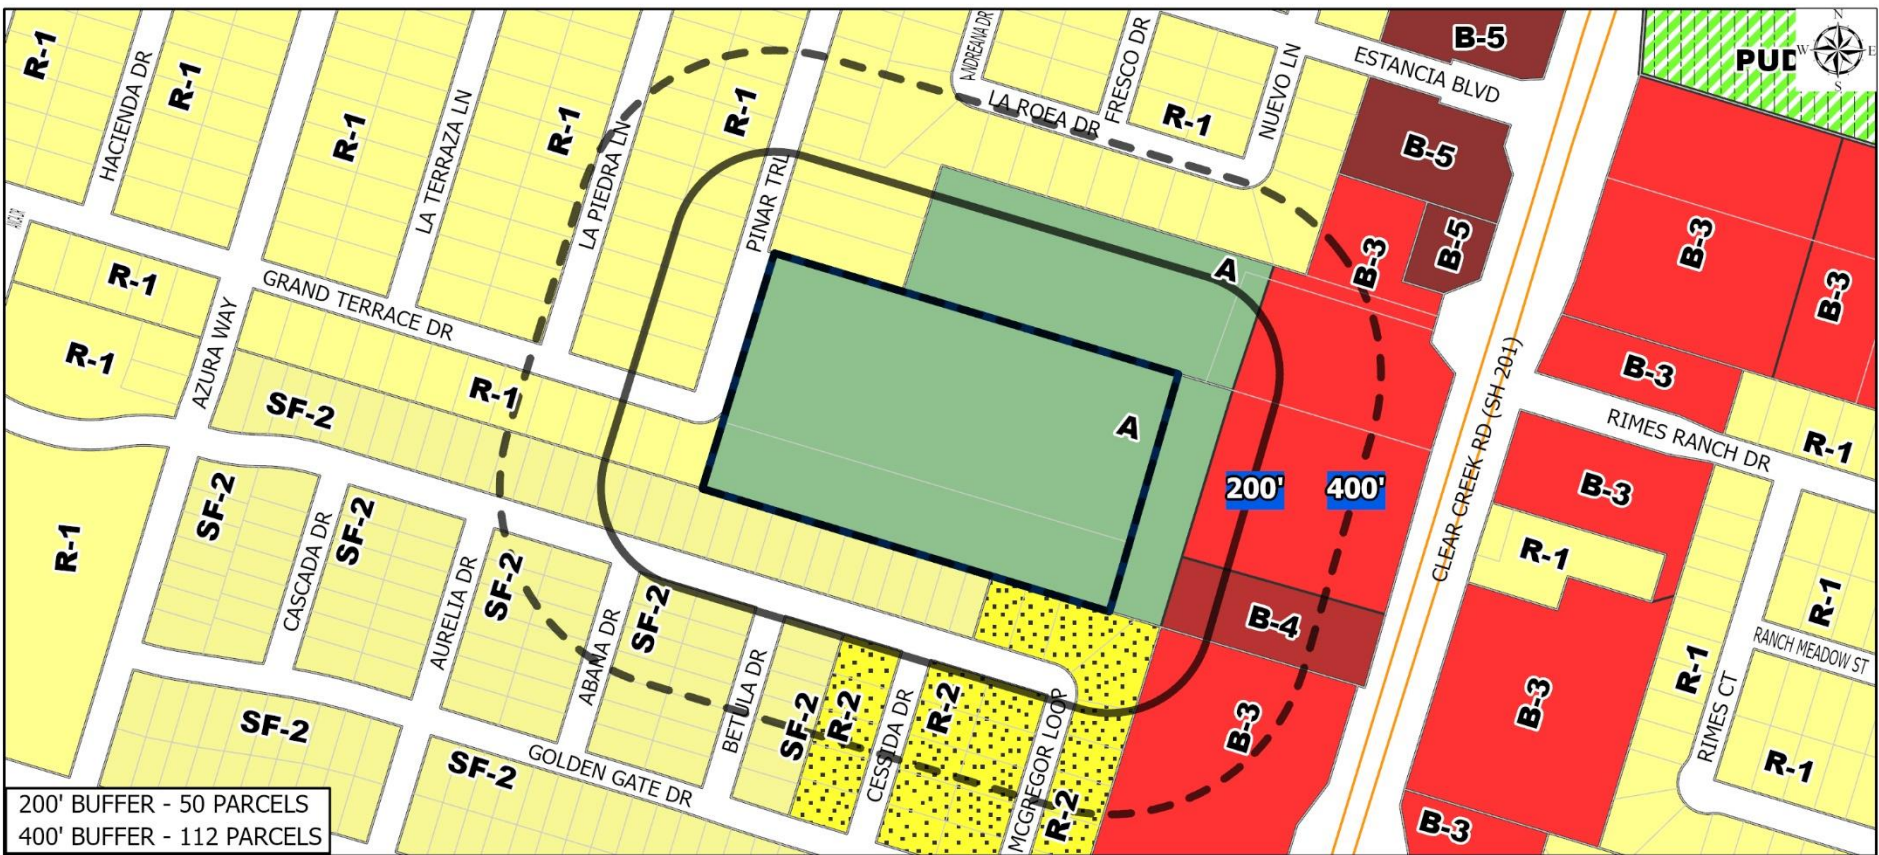 R-1
HACIENDA DR
R-1
R-1
LA TERRAZA LN
R-1
LA PIEDRA LN
R-1
PINAR TRL
ANDREANA DR
LA ROEA DR
FRESCO DR
R-1
NUEVO LN
ESTANCIA BLVD
B-5
B-5
B-5
B-3
PUD
N
W
E
S
B-3
B-3
B-3
R-1
R-1
AZURA WAY
GRAND TERRACE DR
R-1
SF-2
A
A
200'
400'
CLEAR CREEK RD (SH 201)
RIMES RANCH DR
R-1
B-3
R-1
R-1
RANCH MEADOW ST
R-1
RIMES CT
R-1
B-3
B-3
B-4
B-3
R-1
SF-2
CASCADA DR
SF-2
AURELIA DR
SF-2
ABANA DR
SF-2
BETULA DR
SF-2
R-2
CESSIDA DR
R-2
MCGREGOR LOOP
R-2
SF-2
SF-2
GOLDEN GATE DR
200' BUFFER - 50 PARCELS
400' BUFFER - 112 PARCELS